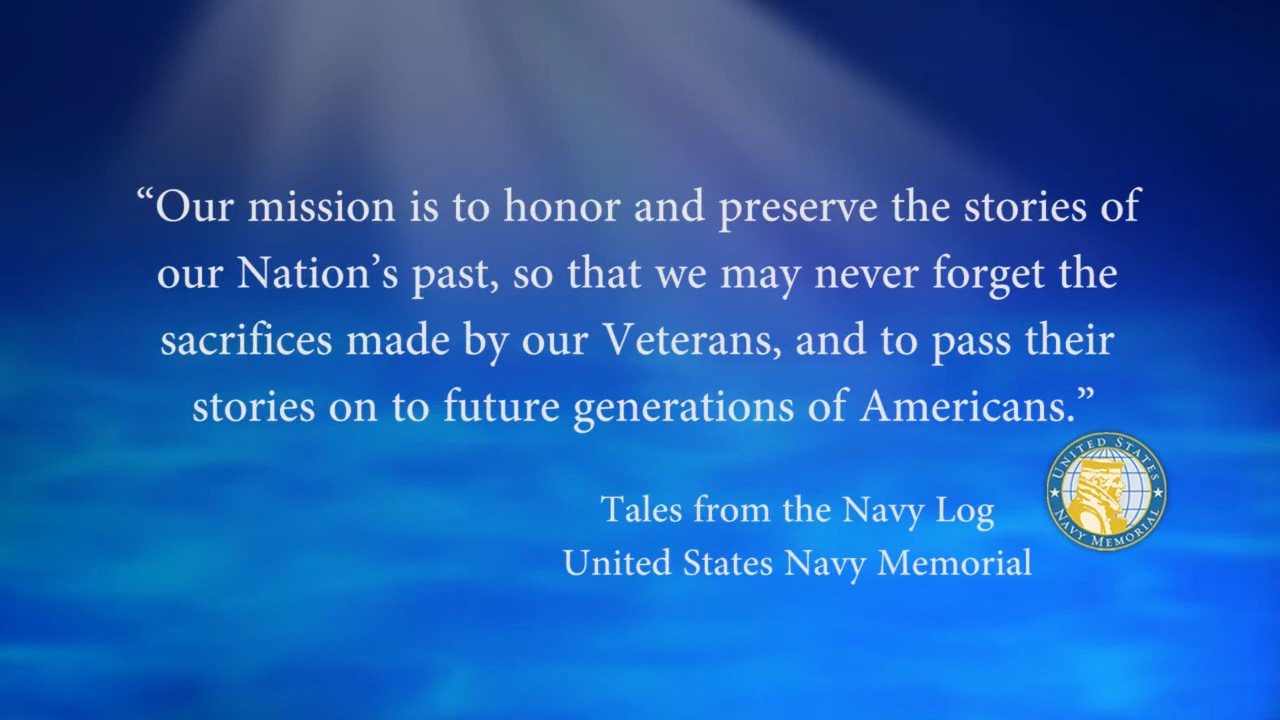 “Our mission is to honor and preserve the stories of
our Nation’s past, so that we may never forget the
sacrifices made by our Veterans, and to pass their
stories on to future generations of Americans.”
Tales from the Navy Log
United States Navy Memorial
UNITED STATES
NAVY MEMORIAL